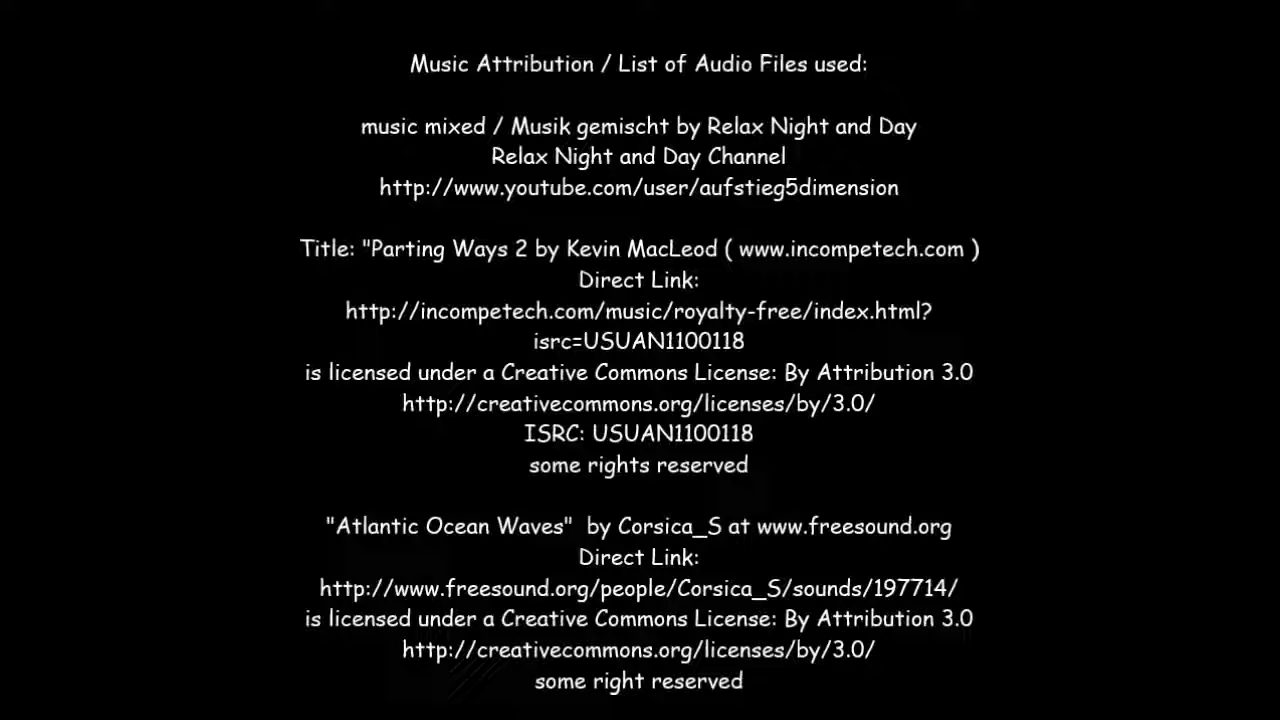 Music Attribution / List of Audio Files used:
music mixed / Musik gemischt by Relax Night and Day
Relax Night and Day Channel
http://www.youtube.com/user/aufstieg5dimension
Title: "Parting Ways 2 by Kevin MacLeod ( www.incompetech.com )
Direct Link:
http://incompetech.com/music/royalty-free/index.html?
isrc=USUAN1100118
is licensed under a Creative Commons License: By Attribution 3.0
http://creativecommons.org/licenses/by/3.0/
ISRC: USUAN1100118
some rights reserved
"Atlantic Ocean Waves"  by Corsica_S at www.freesound.org
Direct Link:
http://www.freesound.org/people/Corsica_S/sounds/197714/
is licensed under a Creative Commons License: By Attribution 3.0
http://creativecommons.org/licenses/by/3.0/
some right reserved